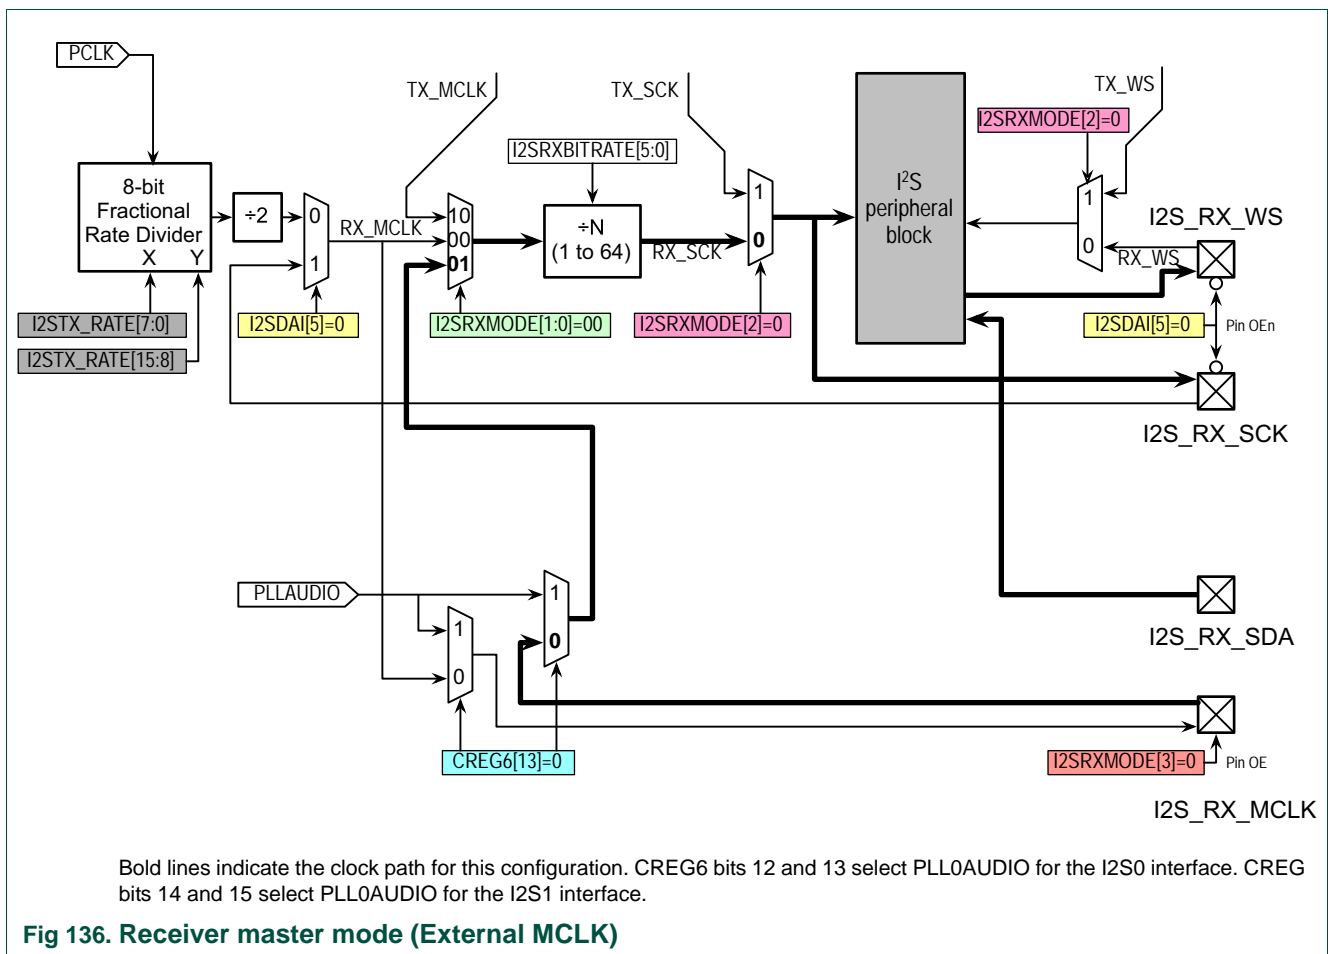 PCLK
TX_MCLK
TX_SCK
TX_WS
I2SRXMODE[2]=0
I2SRXBITRATE[5:0]
8-bit
Fractional
Rate Divider
X Y
÷2
0
1
RX_MCLK
10
00
01
÷N
(1 to 64)
RX_SCK
1
0
I²S
peripheral
block
1
0
RX_WS
I2S_RX_WS
I2STX_RATE[7:0]
I2SDAI[5]=0
I2SRXMODE[1:0]=00
I2SRXMODE[2]=0
I2SDAI[5]=0
Pin OEn
I2STX_RATE[15:8]
I2S_RX_SCK
PLLAUDIO
1
0
1
0
I2S_RX_SDA
CREG6[13]=0
I2SRXMODE[3]=0
Pin OE
I2S_RX_MCLK
Bold lines indicate the clock path for this configuration. CREG6 bits 12 and 13 select PLL0AUDIO for the I2S0 interface. CREG
bits 14 and 15 select PLL0AUDIO for the I2S1 interface.
Fig 136. Receiver master mode (External MCLK)